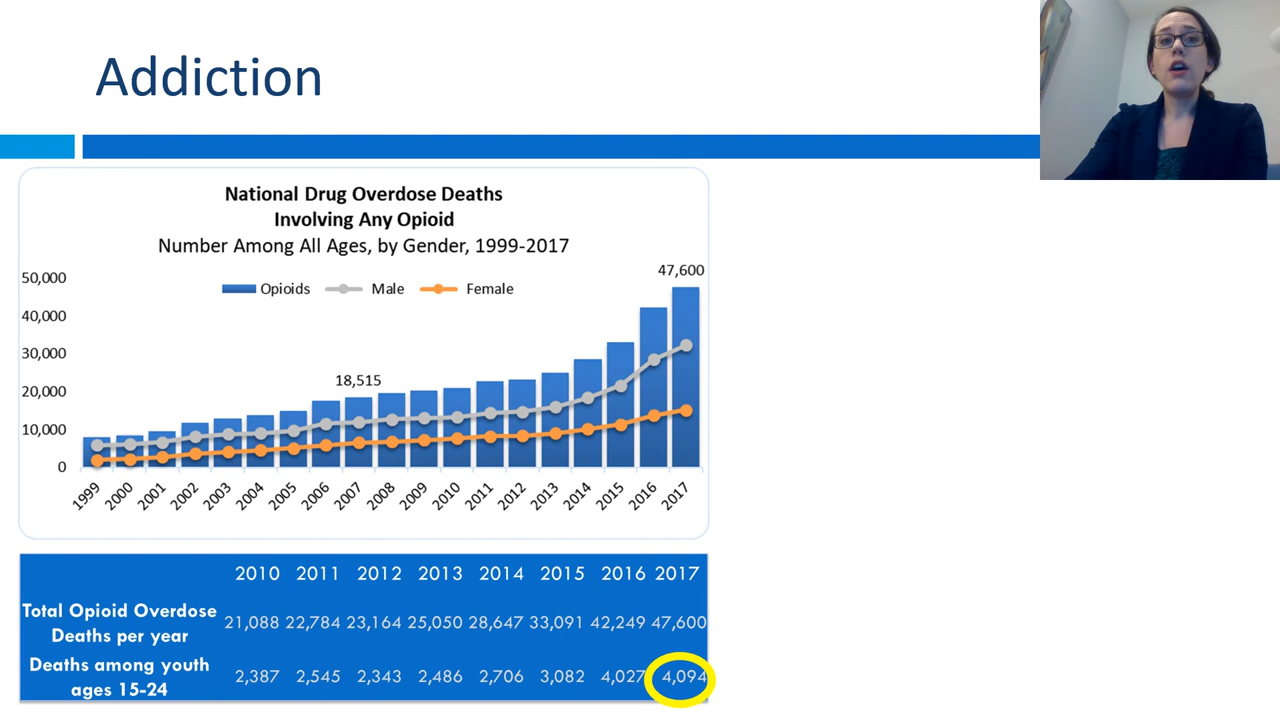 Addiction
National Drug Overdose Deaths
Involving Any Opioid
Number Among All Ages, by Gender, 1999-2017
50,000
40,000
30,000
20,000
10,000
0
Opioids Male Female
18,515
47,600
1999 2000 2001 2002 2003 2004 2005 2006 2007 2008 2009 2010 2011 2012 2013 2014 2015 2016 2017
2010 2011 2012 2013 2014 2015 2016 2017
Total Opioid Overdose
Deaths per year
21,088 22,784 23,164 25,050 28,647 33,091 42,249 47,600
Deaths among youth
ages 15-24
2,387 2,545 2,343 2,486 2,706 3,082 4,027 4,094